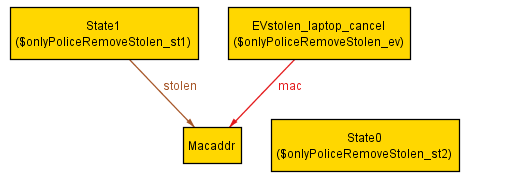 State1
($onlyPoliceRemoveStolen_st1)
EVstolen_laptop_cancel
($onlyPoliceRemoveStolen_ev)
stolen
mac
Macaddr
State0
($onlyPoliceRemoveStolen_st2)